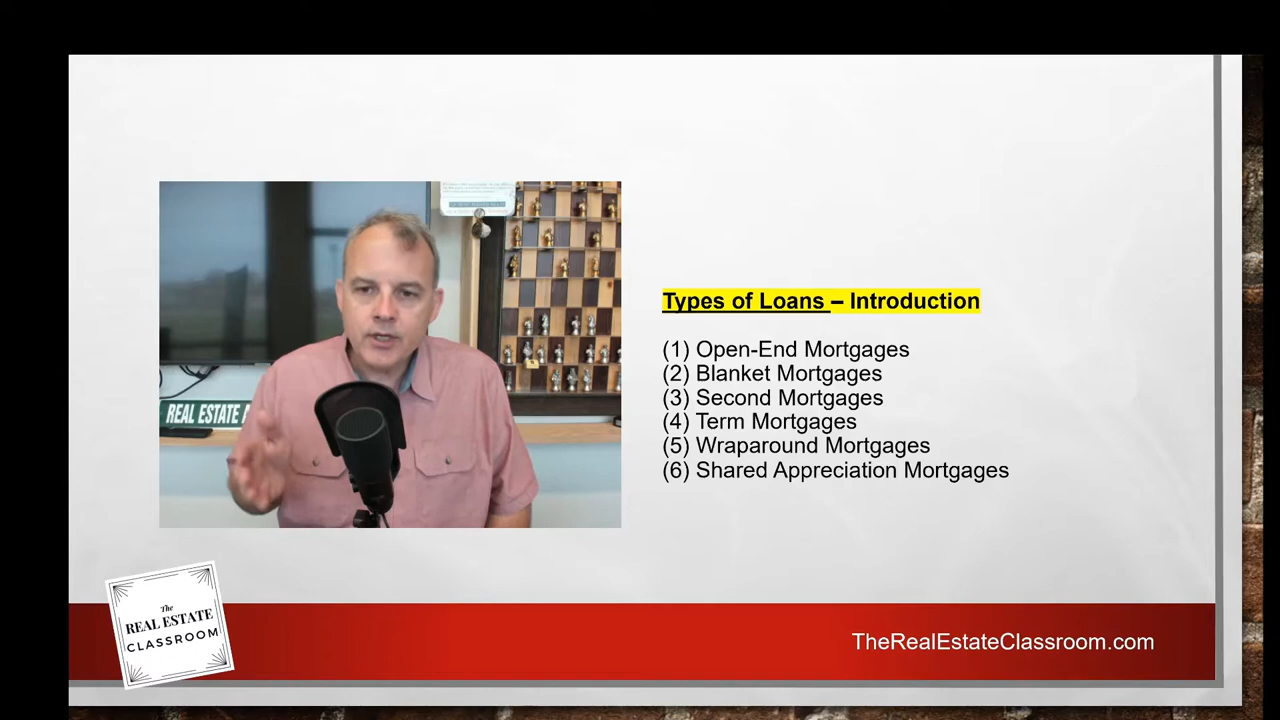 REAL ESTATE
Types of Loans – Introduction
(1) Open-End Mortgages
(2) Blanket Mortgages
(3) Second Mortgages
(4) Term Mortgages
(5) Wraparound Mortgages
(6) Shared Appreciation Mortgages
The
REAL ESTATE
CLASSROOM
TheRealEstateClassroom.com